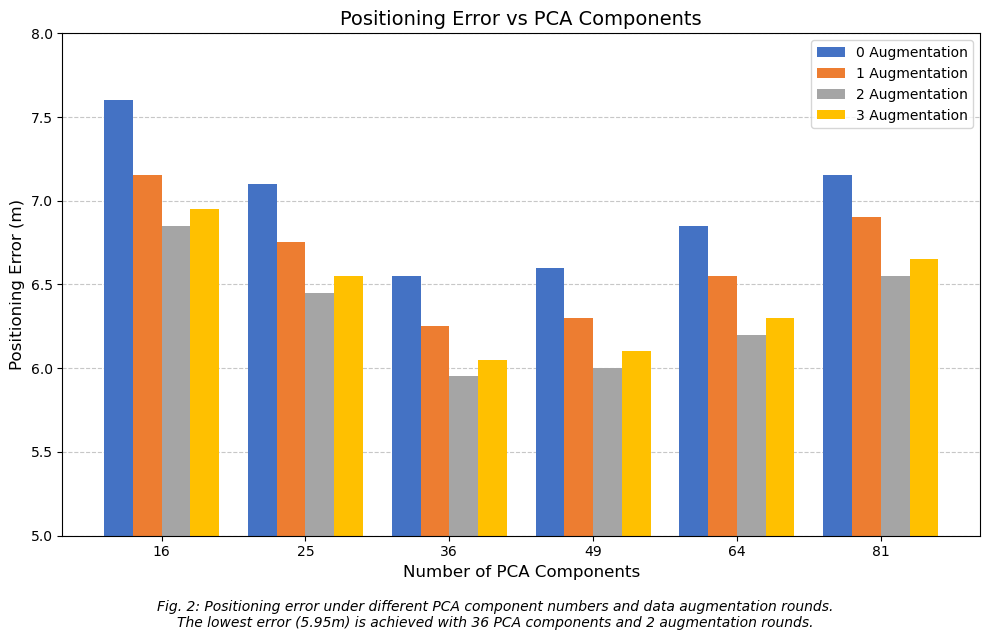 Positioning Error vs PCA Components
0 Augmentation
1 Augmentation
2 Augmentation
3 Augmentation
Positioning Error (m)
8.0
7.5
7.0
6.5
6.0
5.5
5.0
16 25 36 49 64 81
Number of PCA Components
Fig. 2: Positioning error under different PCA component numbers and data augmentation rounds.
The lowest error (5.95m) is achieved with 36 PCA components and 2 augmentation rounds.